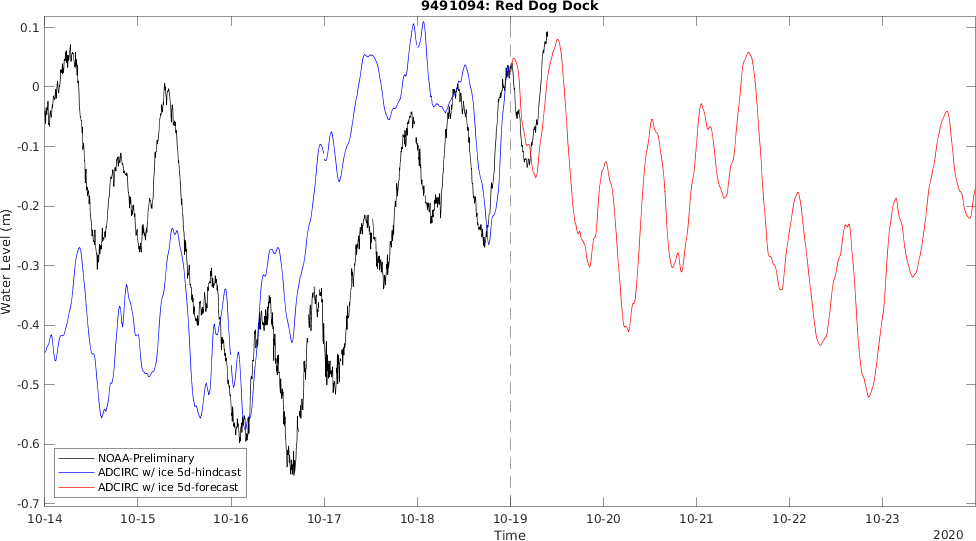 9491094: Red Dog Dock
0.1
0
-0.1
-0.2
-0.3
-0.4
-0.5
-0.6
-0.7
Water Level (m)
NOAA-Preliminary
ADCIRC w/ ice 5d-hindcast
ADCIRC w/ ice 5d-forecast
10-14 10-15 10-16 10-17 10-18 10-19 10-20 10-21 10-22 10-23
Time
2020